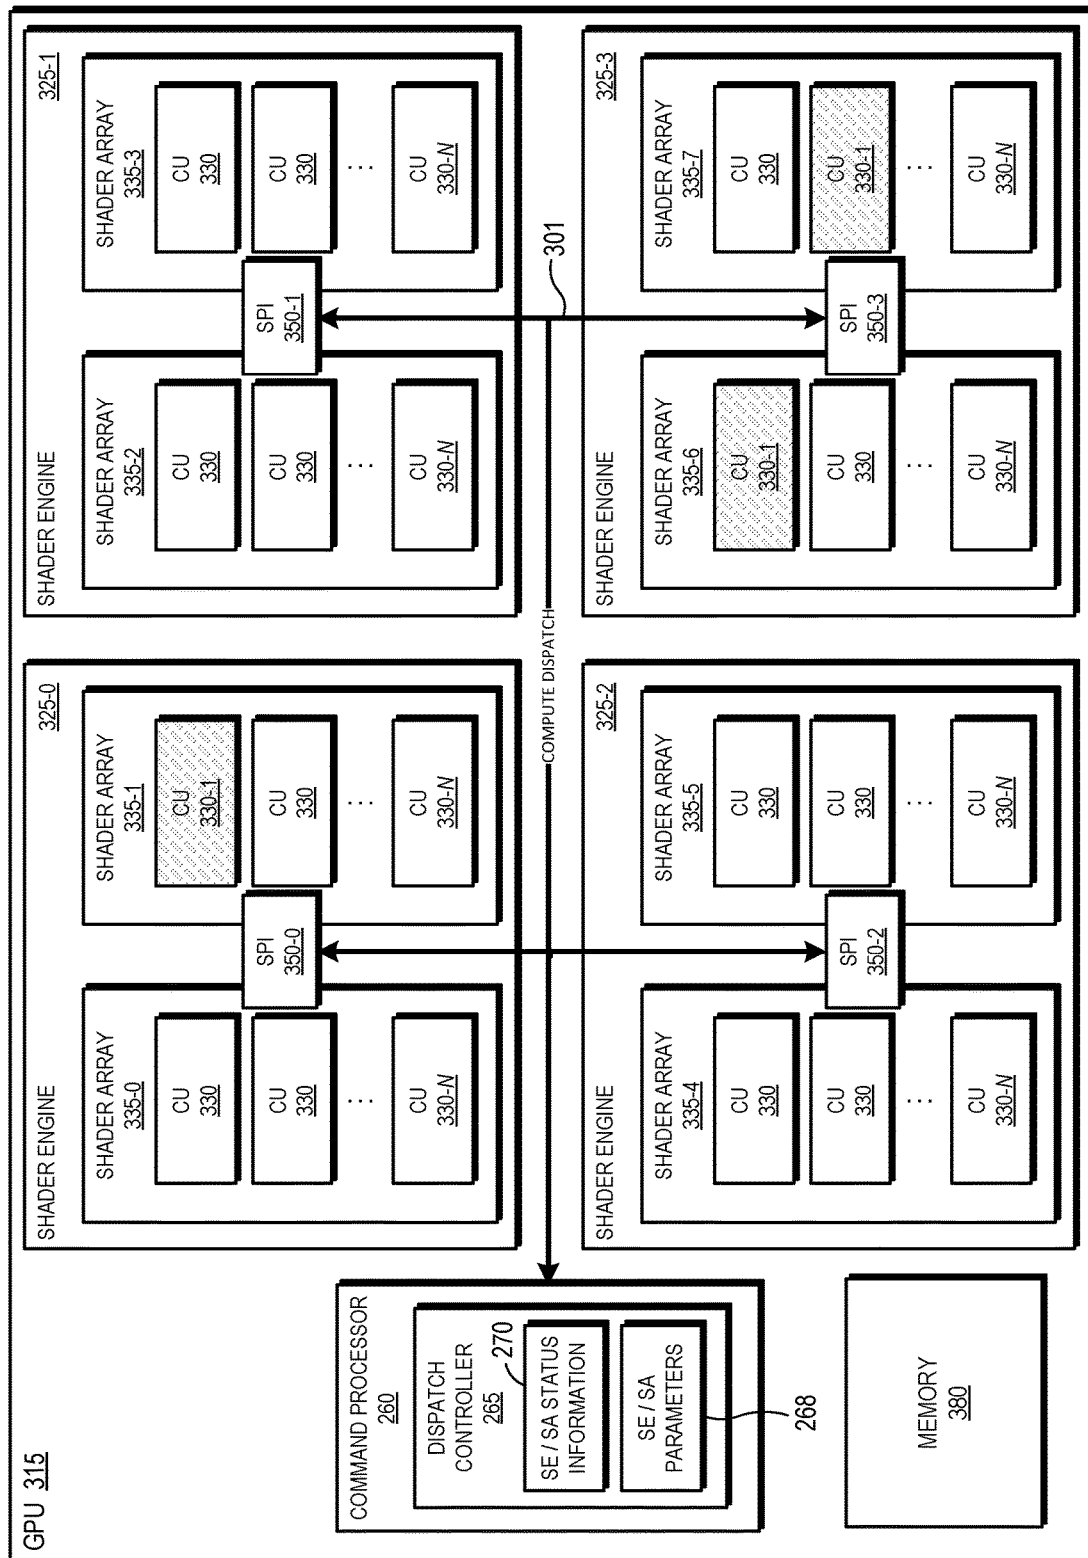 GPU 315
COMMAND PROCESSOR
260
DISPATCH
CONTROLLER
265
270
SE / SA STATUS
INFORMATION
SE / SA
PARAMETERS
268
MEMORY
380
SHADER ENGINE
325-0
SHADER ARRAY
335-0
CU
330
CU
330
...
CU
330-N
SPI
350-0
SHADER ARRAY
335-1
CU
330-1
CU
330
...
CU
330-N
SHADER ENGINE
325-1
SHADER ARRAY
335-2
CU
330
CU
330
...
CU
330-N
SPI
350-1
SHADER ARRAY
335-3
CU
330
CU
330
...
CU
330-N
COMPUTE DISPATCH
301
SHADER ENGINE
325-2
SHADER ARRAY
335-4
CU
330
CU
330
...
CU
330-N
SPI
350-2
SHADER ARRAY
335-5
CU
330
CU
330
...
CU
330-N
SHADER ENGINE
325-3
SHADER ARRAY
335-6
CU
330-1
CU
330
...
CU
330-N
SPI
350-3
SHADER ARRAY
335-7
CU
330
CU
330-1
...
CU
330-N